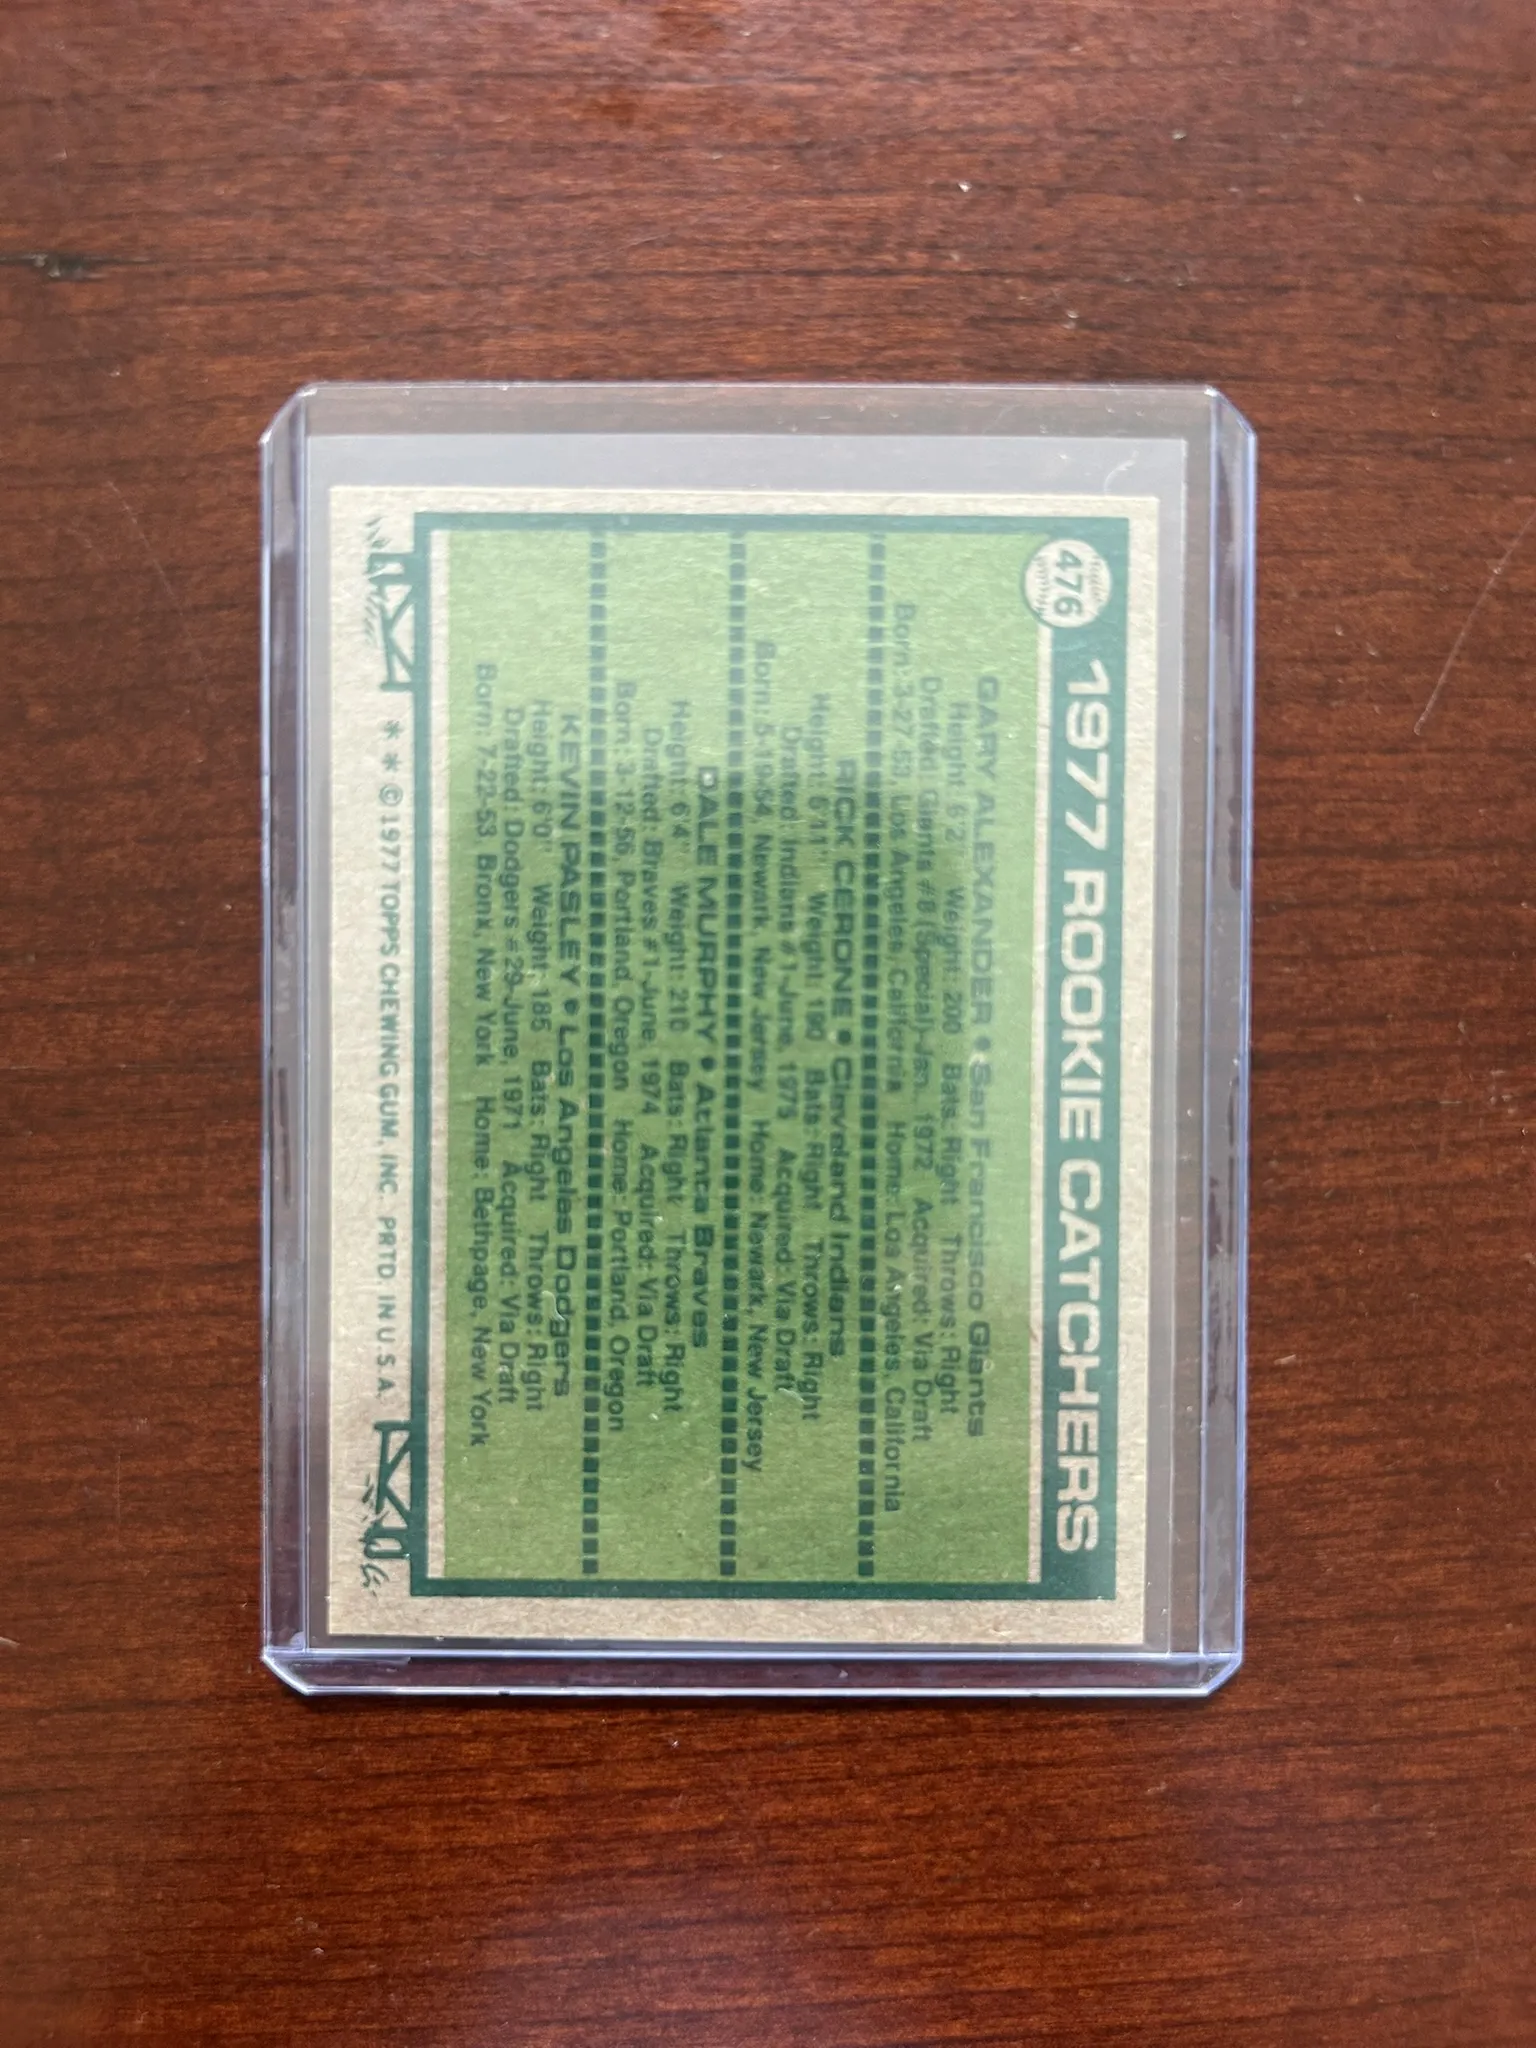 476
1977 ROOKIE CATCHERS
GARY ALEXANDER • San Francisco Giants
Height: 6'2" Weight: 200 Bats: Right Throws: Right
Drafted: Giants #8 (Special)-Jan., 1972 Acquired: Via Draft
Born: 3-27-53, Los Angeles, California Home: Los Angeles, California
RICK CERONE • Cleveland Indians
Height: 5'11" Weight: 190 Bats: Right Throws: Right
Drafted: Indians #1-June, 1975 Acquired: Via Draft
Born: 5-19-54, Newark, New Jersey Home: Newark, New Jersey
DALE MURPHY • Atlanta Braves
Height: 6'4" Weight: 210 Bats: Right Throws: Right
Drafted: Braves #1-June, 1974 Acquired: Via Draft
Born: 3-12-56, Portland, Oregon Home: Portland, Oregon
KEVIN PASLEY • Los Angeles Dodgers
Height: 6'0" Weight: 185 Bats: Right Throws: Right
Drafted: Dodgers #29-June, 1971 Acquired: Via Draft
Born: 7-22-53, Bronx, New York Home: Bethpage, New York
* * © 1977 TOPPS CHEWING GUM, INC. PRTD. IN U.S.A.